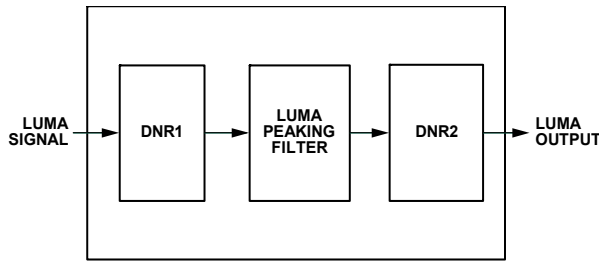 LUMA
SIGNAL
DNR1
LUMA
PEAKING
FILTER
DNR2
LUMA
OUTPUT